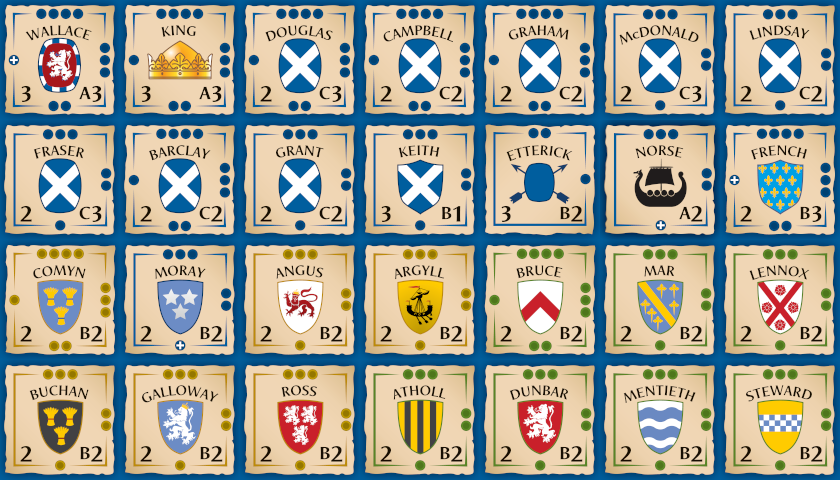 WALLACE
3 A3
KING
3 A3
DOUGLAS
2 C3
CAMPBELL
2 C2
GRAHAM
2 C2
McDONALD
2 C3
LINDSAY
2 C2
FRASER
2 C3
BARCLAY
2 C2
GRANT
2 C2
KEITH
3 B1
ETTERICK
3 B2
NORSE
A2
FRENCH
2 B3
COMYN
2 B2
MORAY
2 B2
ANGUS
2 B2
ARGYLL
2 B2
BRUCE
2 B2
MAR
2 B2
LENNOX
2 B2
BUCHAN
2 B2
GALLOWAY
2 B2
ROSS
2 B2
ATHOLL
2 B2
DUNBAR
2 B2
MENTIETH
2 B2
STEWARD
2 B2